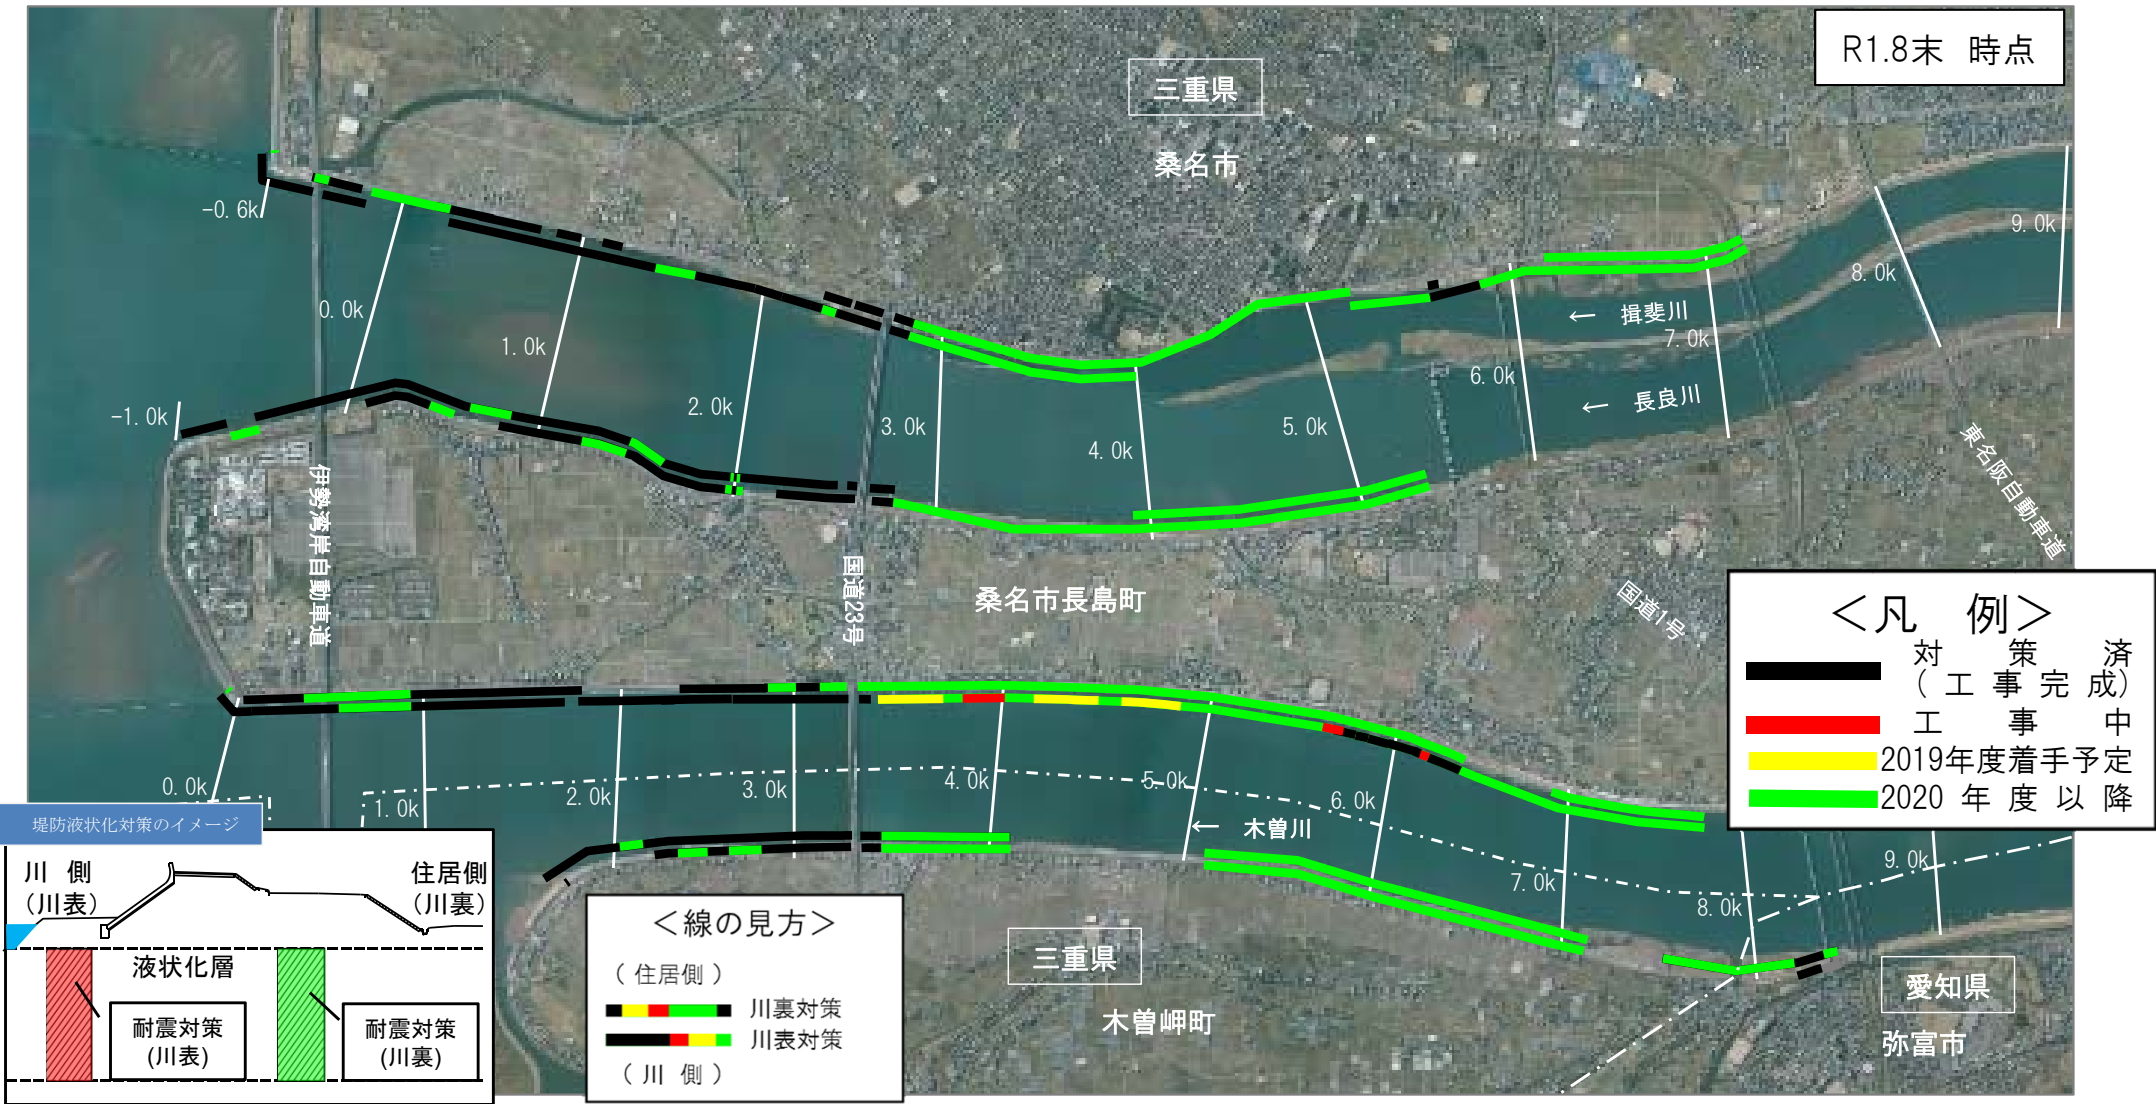 R1.8末 時点
三重県
桑名市
-0.6k
0.0k
1.0k
2.0k
3.0k
4.0k
5.0k
6.0k
7.0k
8.0k
9.0k
← 揖斐川
← 長良川
-1.0k
伊勢湾岸自動車道
国道23号
桑名市長島町
国道1号
東名阪自動車道
＜凡 例＞
対策済
（工事完成）
工事中
2019年度着手予定
2020年度以降
0.0k
1.0k
2.0k
3.0k
4.0k
5.0k
6.0k
7.0k
8.0k
9.0k
← 木曽川
堤防液状化対策のイメージ
川側
（川表）
住居側
（川裏）
液状化層
耐震対策
(川表)
耐震対策
(川裏)
＜線の見方＞
（住居側）
川裏対策
川表対策
（川側）
三重県
木曽岬町
愛知県
弥富市